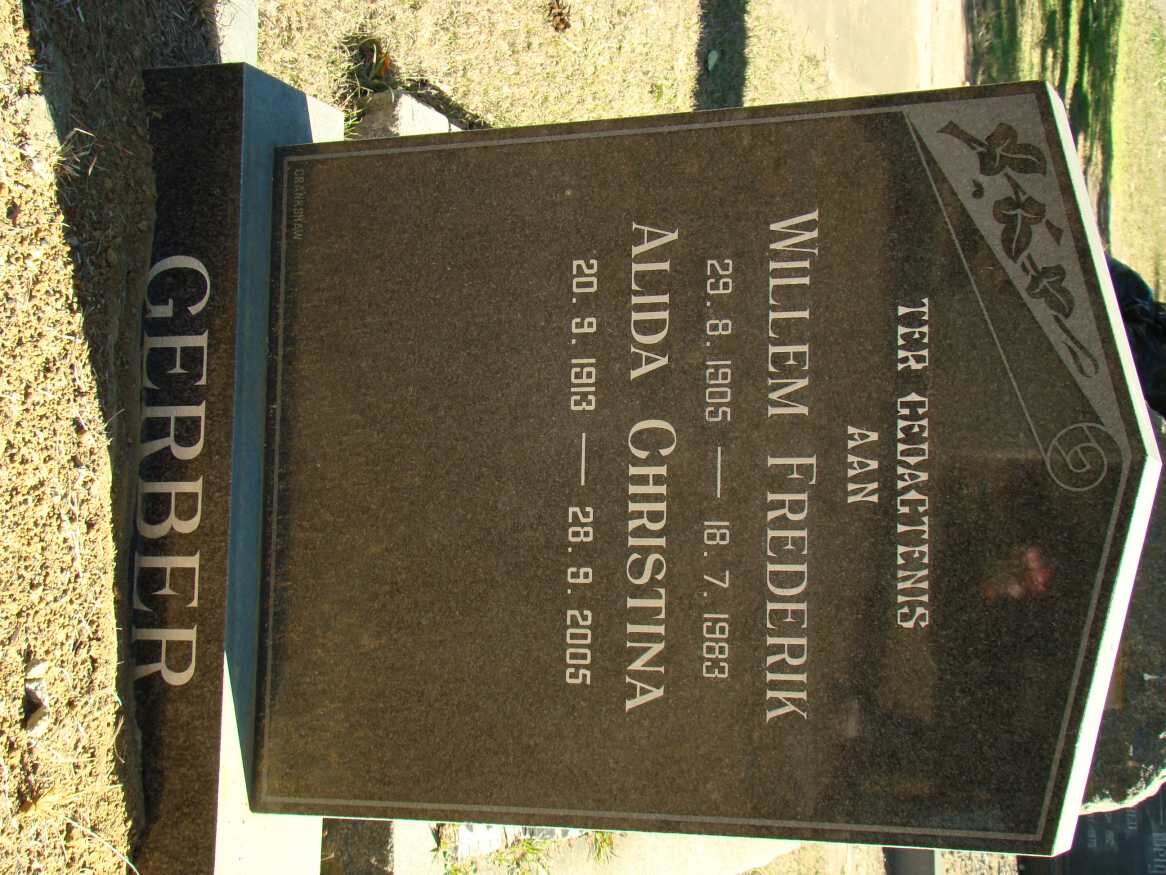 TER GEDAGTENIS
AAN
WILLEM FREDERIK
29.8.1905 — 18.7.1983
ALIDA CHRISTINA
20.9.1913 — 28.9.2005
CRANKSHAW
GERBER